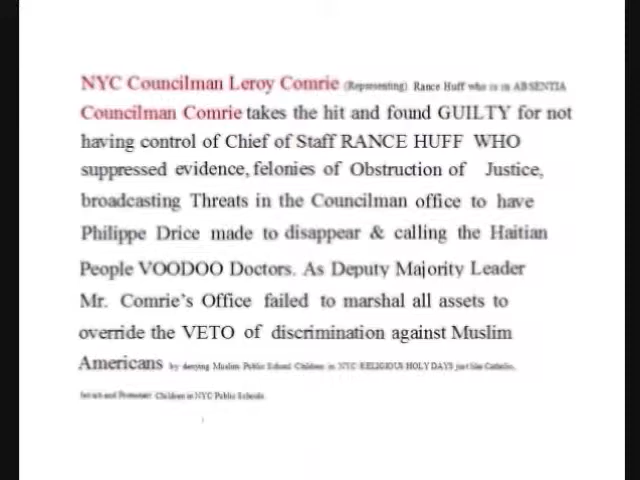 NYC Councilman Leroy Comrie (Representing) Rance Huff who is in ABSENTIA
Councilman Comrie takes the hit and found GUILTY for not
having control of Chief of Staff RANCE HUFF WHO
suppressed evidence, felonies of Obstruction of Justice,
broadcasting Threats in the Councilman office to have
Philippe Drice made to disappear & calling the Haitian
People VOODOO Doctors. As Deputy Majority Leader
Mr. Comrie's Office failed to marshal all assets to
override the VETO of discrimination against Muslim
Americans by denying Muslim Public School Children in NYC RELIGIOUS HOLY DAYS just like Catholic,
and Protestant Children in NYC Public Schools.